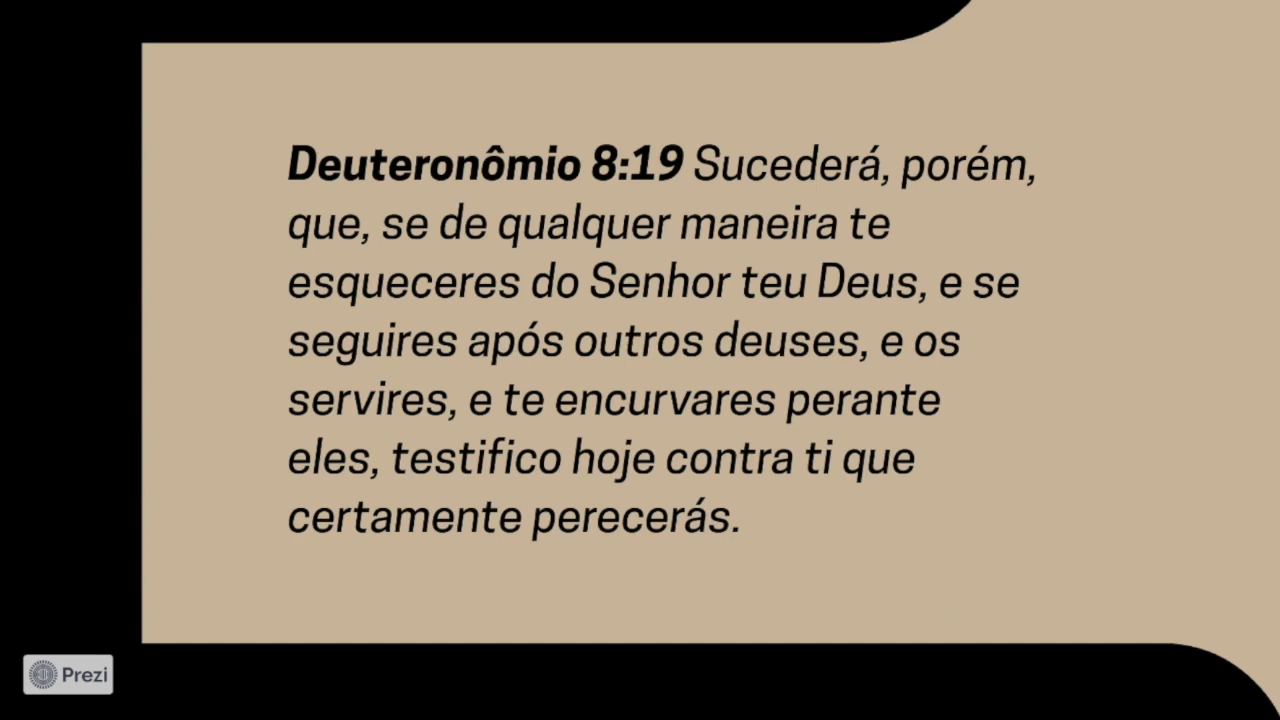 Deuteronômio 8:19 Sucederá, porém,
que, se de qualquer maneira te
esqueceres do Senhor teu Deus, e se
seguires após outros deuses, e os
servires, e te encurvares perante
eles, testifico hoje contra ti que
certamente perecerás.
Prezi